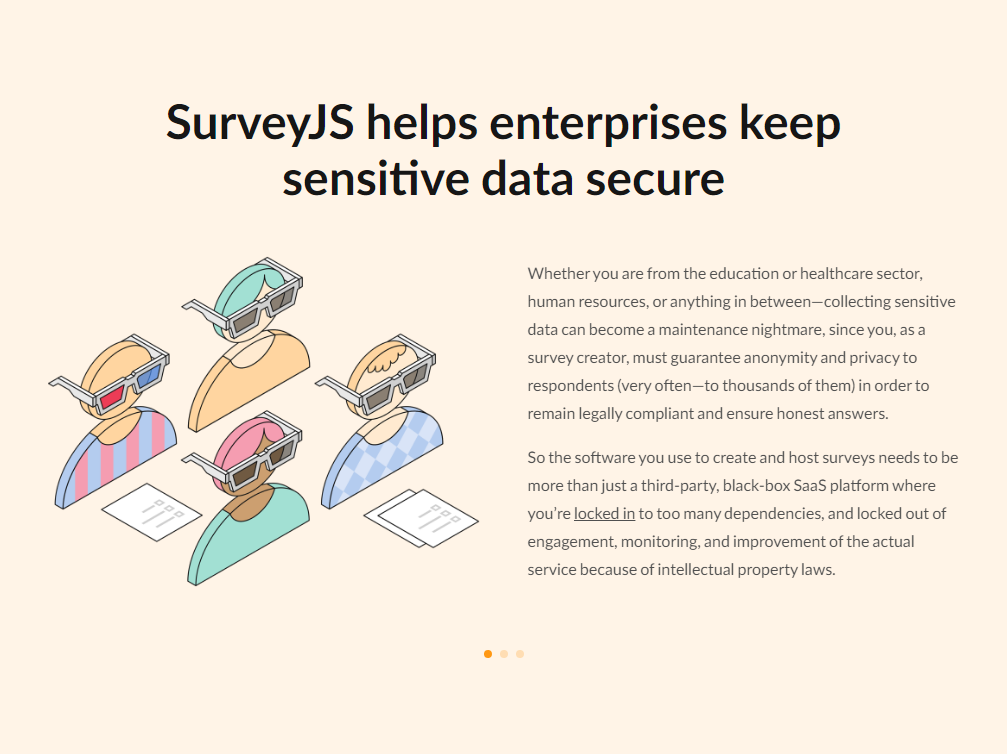 SurveyJS helps enterprises keep
sensitive data secure
Whether you are from the education or healthcare sector,
human resources, or anything in between—collecting sensitive
data can become a maintenance nightmare, since you, as a
survey creator, must guarantee anonymity and privacy to
respondents (very often—to thousands of them) in order to
remain legally compliant and ensure honest answers.
So the software you use to create and host surveys needs to be
more than just a third-party, black-box SaaS platform where
you’re locked in to too many dependencies, and locked out of
engagement, monitoring, and improvement of the actual
service because of intellectual property laws.